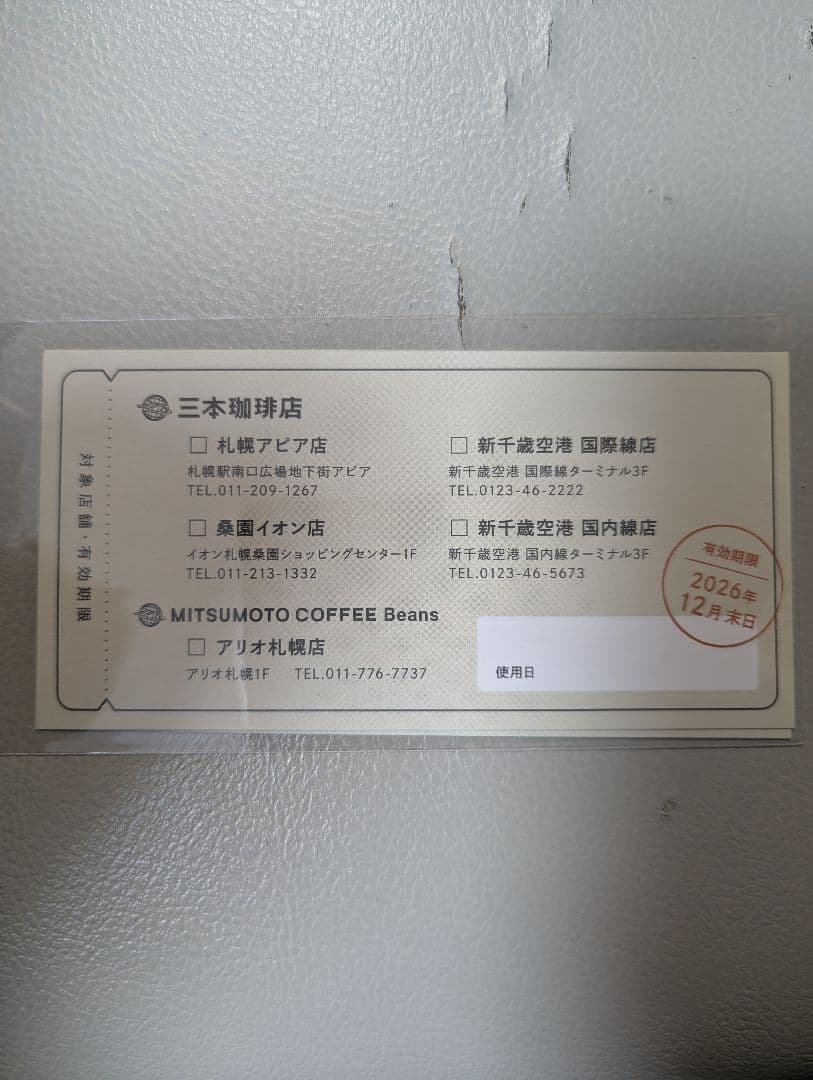 対象店舗・有効期限
三本珈琲店
札幌アピア店
札幌駅南口広場地下街アピア
TEL.011-209-1267
新千歳空港 国際線店
新千歳空港 国際線ターミナル3F
TEL.0123-46-2222
桑園イオン店
イオン札幌桑園ショッピングセンター1F
TEL.011-213-1332
新千歳空港 国内線店
新千歳空港 国内線ターミナル3F
TEL.0123-46-5673
有効期限
2026年
12月末日
MITSUMOTO COFFEE Beans
アリオ札幌店
アリオ札幌1F TEL.011-776-7737
使用日